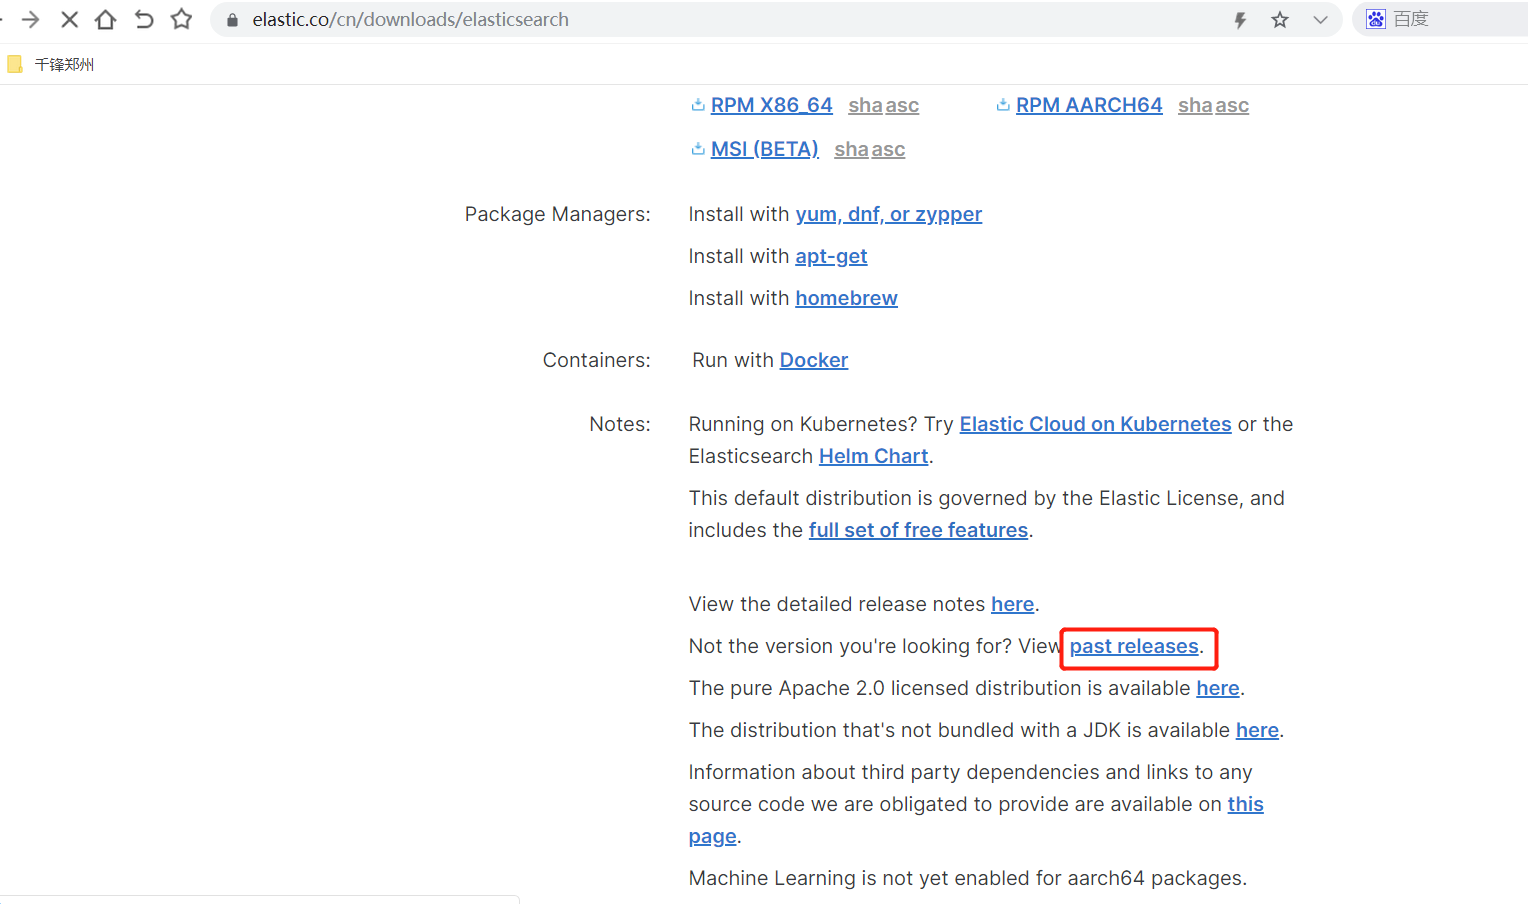 elastic.co/cn/downloads/elasticsearch
百度
千锋郑州
RPM X86_64 sha asc RPM AARCH64 sha asc
MSI (BETA) sha asc
Package Managers: Install with yum, dnf, or zypper
Install with apt-get
Install with homebrew
Containers: Run with Docker
Notes: Running on Kubernetes? Try Elastic Cloud on Kubernetes or the
Elasticsearch Helm Chart.
This default distribution is governed by the Elastic License, and
includes the full set of free features.
View the detailed release notes here.
Not the version you're looking for? View past releases.
The pure Apache 2.0 licensed distribution is available here.
The distribution that's not bundled with a JDK is available here.
Information about third party dependencies and links to any
source code we are obligated to provide are available on this
page.
Machine Learning is not yet enabled for aarch64 packages.